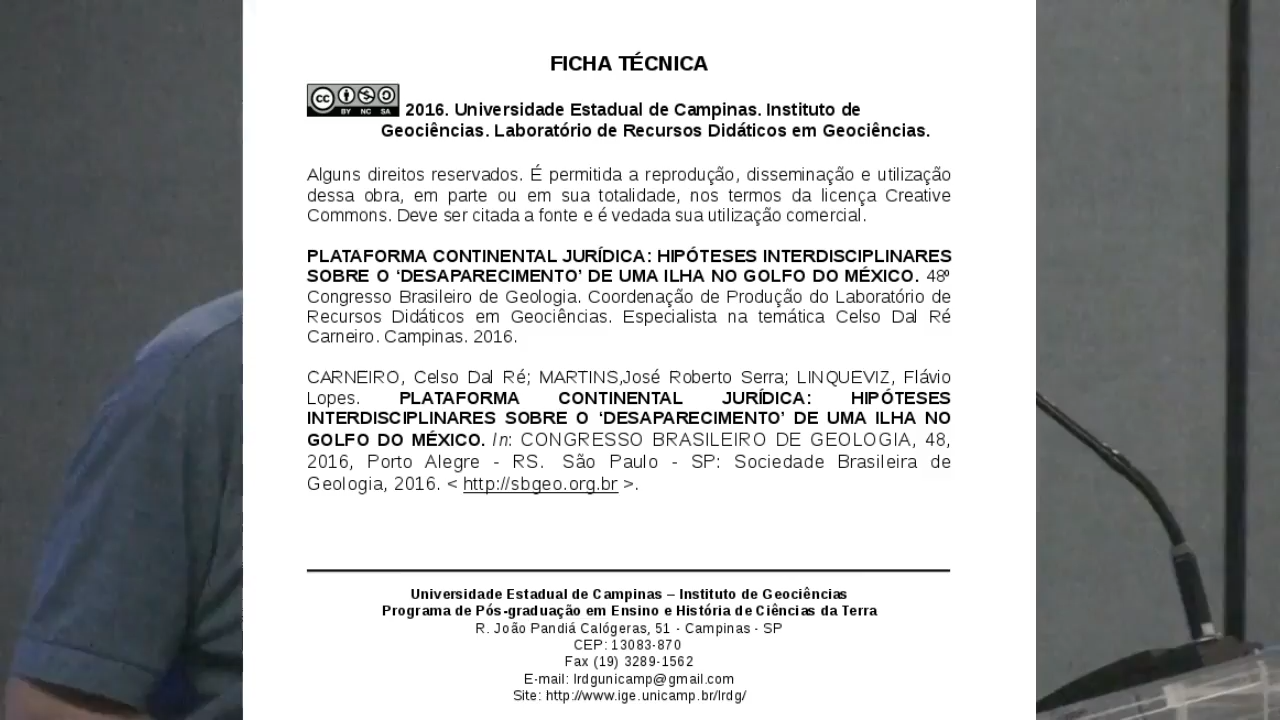 FICHA TÉCNICA
cc BY NC SA 2016. Universidade Estadual de Campinas. Instituto de
Geociências. Laboratório de Recursos Didáticos em Geociências.
Alguns direitos reservados. É permitida a reprodução, disseminação e utilização
dessa obra, em parte ou em sua totalidade, nos termos da licença Creative
Commons. Deve ser citada a fonte e é vedada sua utilização comercial.
PLATAFORMA CONTINENTAL JURÍDICA: HIPÓTESES INTERDISCIPLINARES
SOBRE O ‘DESAPARECIMENTO’ DE UMA ILHA NO GOLFO DO MÉXICO. 48º
Congresso Brasileiro de Geologia. Coordenação de Produção do Laboratório de
Recursos Didáticos em Geociências. Especialista na temática Celso Dal Ré
Carneiro. Campinas. 2016.
CARNEIRO, Celso Dal Ré; MARTINS,José Roberto Serra; LINQUEVIZ, Flávio
Lopes. PLATAFORMA CONTINENTAL JURÍDICA: HIPÓTESES
INTERDISCIPLINARES SOBRE O ‘DESAPARECIMENTO’ DE UMA ILHA NO
GOLFO DO MÉXICO. In: CONGRESSO BRASILEIRO DE GEOLOGIA, 48,
2016, Porto Alegre - RS. São Paulo - SP: Sociedade Brasileira de
Geologia, 2016. < http://sbgeo.org.br >.
Universidade Estadual de Campinas – Instituto de Geociências
Programa de Pós-graduação em Ensino e História de Ciências da Terra
R. João Pandiá Calógeras, 51 - Campinas - SP
CEP: 13083-870
Fax (19) 3289-1562
E-mail: lrdgunicamp@gmail.com
Site: http://www.ige.unicamp.br/lrdg/